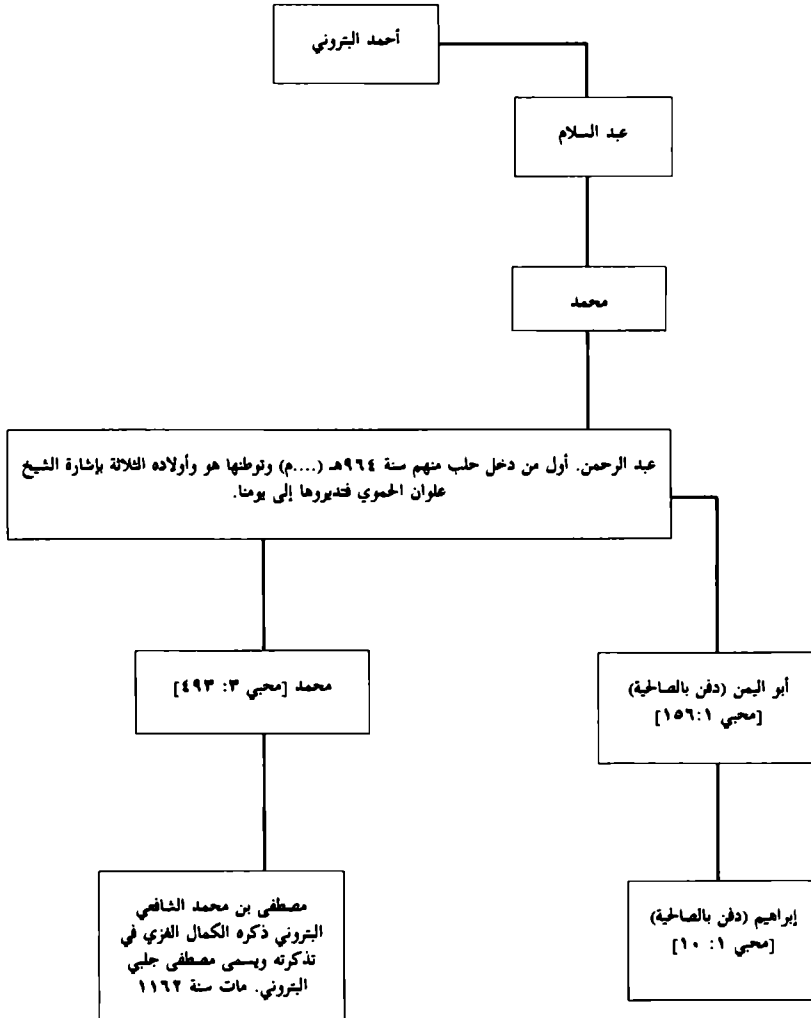 أحمد البتروني
عبد السلام
محمد
عبد الرحمن. أول من دخل حلب منهم سنة ٩٦٤هـ (....م) وتوطنها هو وأولاده الثلاثة بإشارة الشيخ
علوان الحموي فتديروها إلى يومنا.
أبو اليمن (دفن بالصالحية)
[محبي ١:١٥٦]
محمد [محبي ٣: ٤٩٣]
إبراهيم (دفن بالصالحية)
[محبي ١: ١٠]
مصطفى بن محمد الشافعي
البتروني ذكره الكمال الغزي في
تذكرته ويسمى مصطفى جلبي
البتروني. مات سنة ١١٦٢